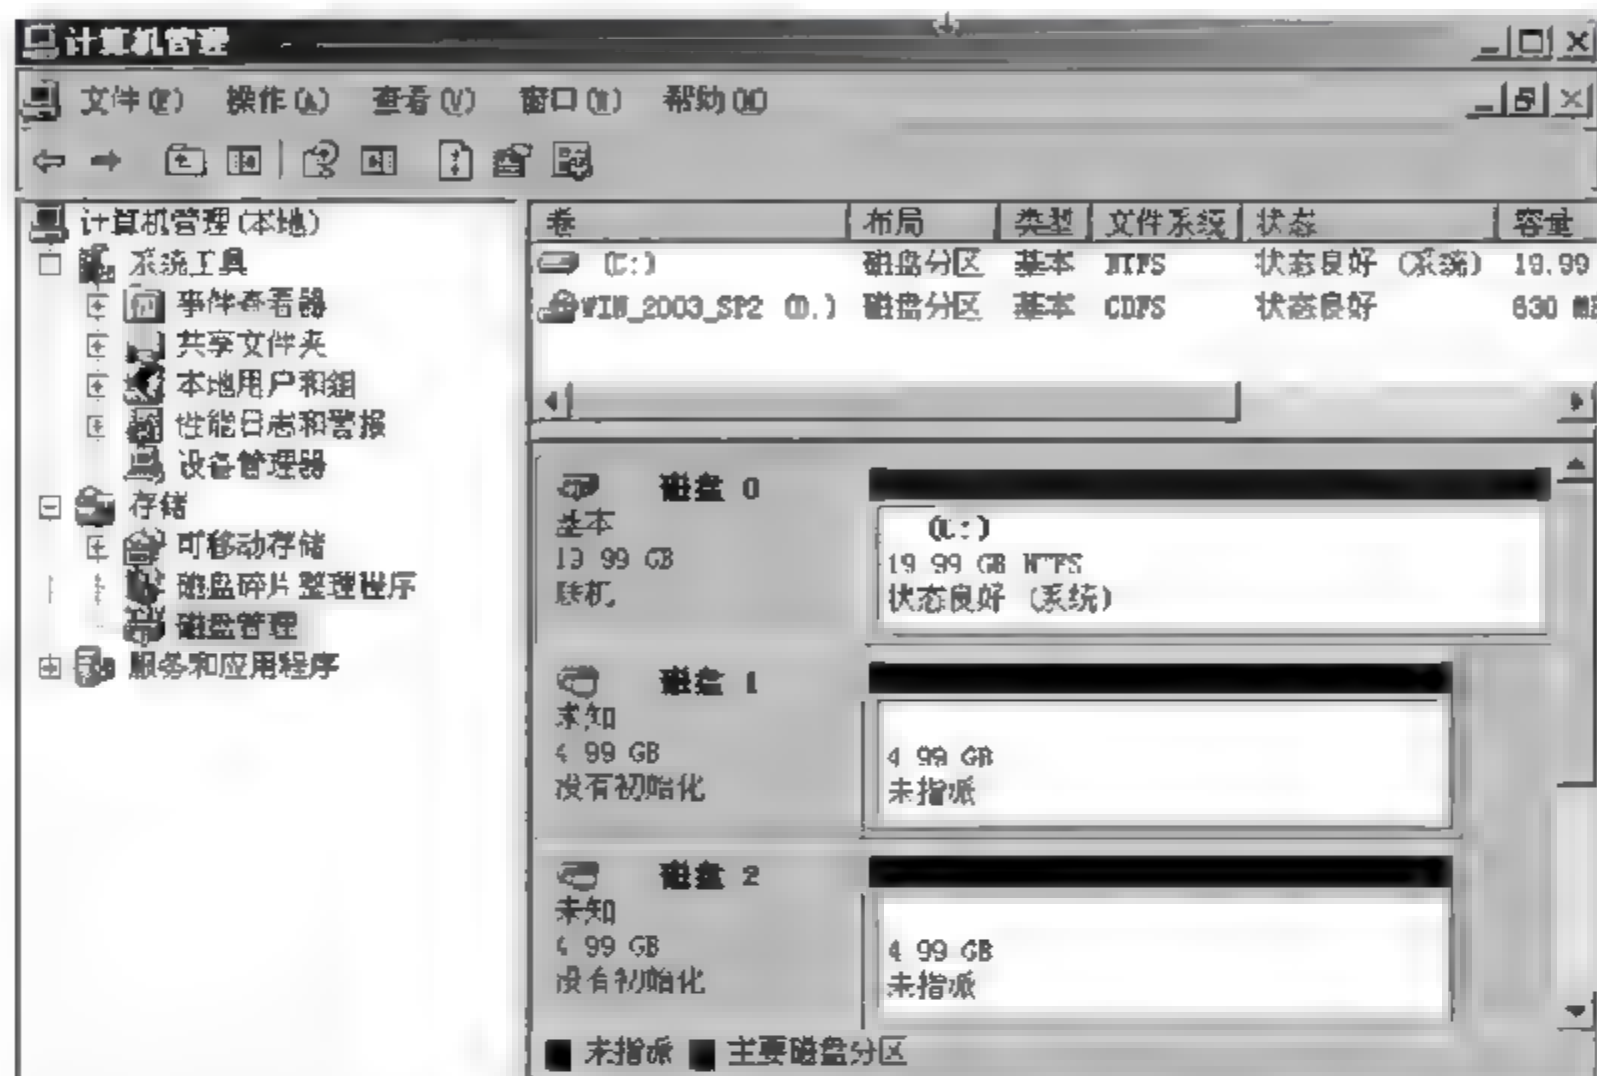 计算机管理
文件(F) 操作(A) 查看(V) 窗口(W) 帮助(H)
计算机管理(本地)
系统工具
事件查看器
共享文件夹
本地用户和组
性能日志和警报
设备管理器
存储
可移动存储
磁盘碎片整理程序
磁盘管理
服务和应用程序
卷 布局 类型 文件系统 状态 容量
(C:) 磁盘分区 基本 NTFS 状态良好 (系统) 19.99
WIN_2003_SP2 (D:) 磁盘分区 基本 CDFS 状态良好 630 MB
磁盘 0
基本
19.99 GB
联机
(C:)
19.99 GB NTFS
状态良好 (系统)
磁盘 1
未知
4.99 GB
没有初始化
4.99 GB
未指派
磁盘 2
未知
4.99 GB
没有初始化
4.99 GB
未指派
未指派 主要磁盘分区